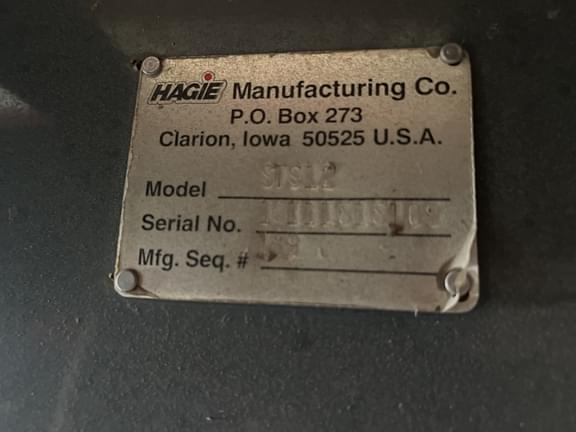 HAGIE Manufacturing Co.
P.O. Box 273
Clarion, Iowa 50525 U.S.A.
Model STS12
Serial No.
Mfg. Seq. #